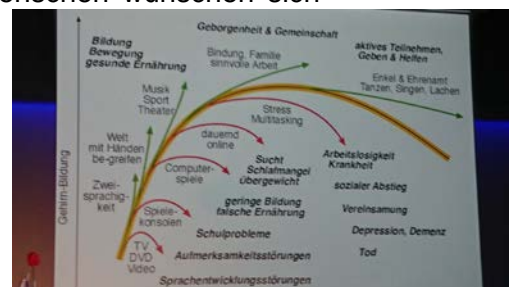 Menschen wünschen sich
Geborgenheit & Gemeinschaft
Bildung
Bewegung
gesunde Ernährung
Bindung, Familie
sinnvolle Arbeit
aktives Teilnehmen,
Geben & Helfen
Musik
Sport
Theater
Enkel & Ehrenamt
Tanzen, Singen, Lachen
Stress
Multitasking
Welt
mit Händen
be-greifen
dauernd
online
Sucht
Schlafmangel
Übergewicht
Arbeitslosigkeit
Krankheit
Computer-
spiele
Zwei-
sprachig-
keit
sozialer Abstieg
geringe Bildung
falsche Ernährung
Vereinsamung
Spiele-
konsolen
Schulprobleme
Depression, Demenz
TV
DVD
Video
Aufmerksamkeitsstörungen
Tod
Sprachentwicklungsstörungen
Gehirn-Bildung